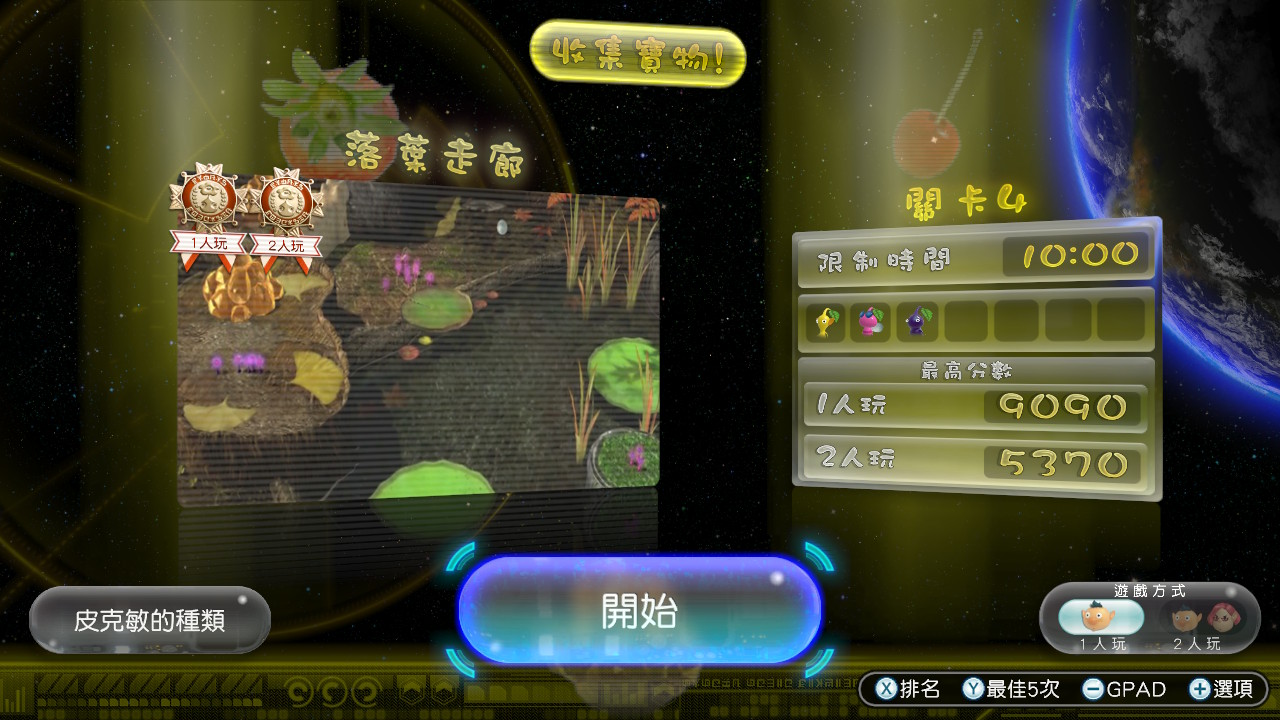 收集寶物!
落葉走廊
1人玩
2人玩
關卡4
限制時間 10:00
最高分數
1人玩 9090
2人玩 5370
皮克敏的種類
開始
遊戲方式
1人玩 2人玩
X排名 Y最佳5次 GPAD 選項